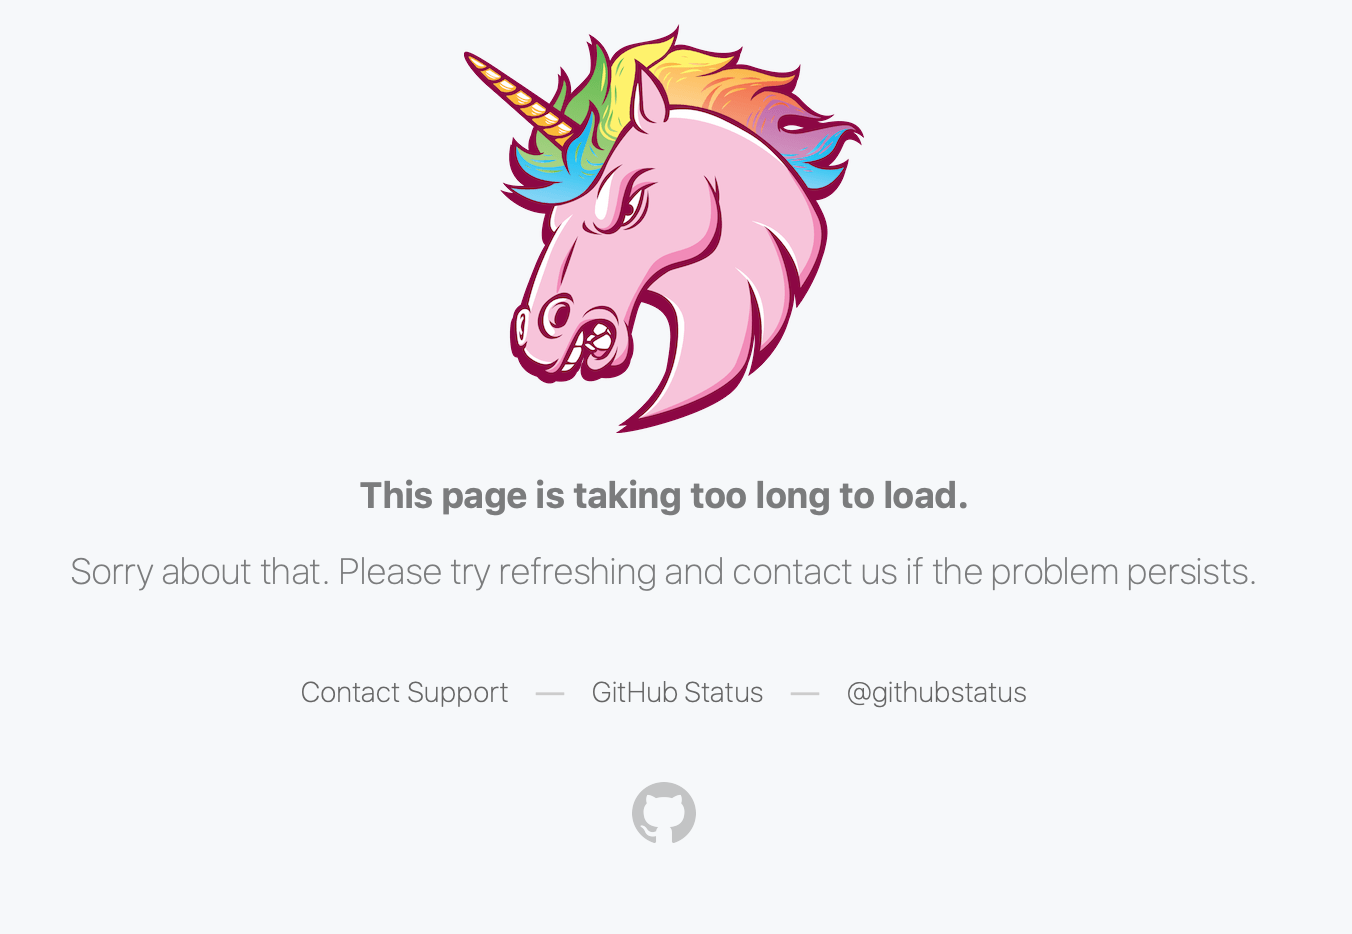 This page is taking too long to load.
Sorry about that. Please try refreshing and contact us if the problem persists.
Contact Support — GitHub Status — @githubstatus